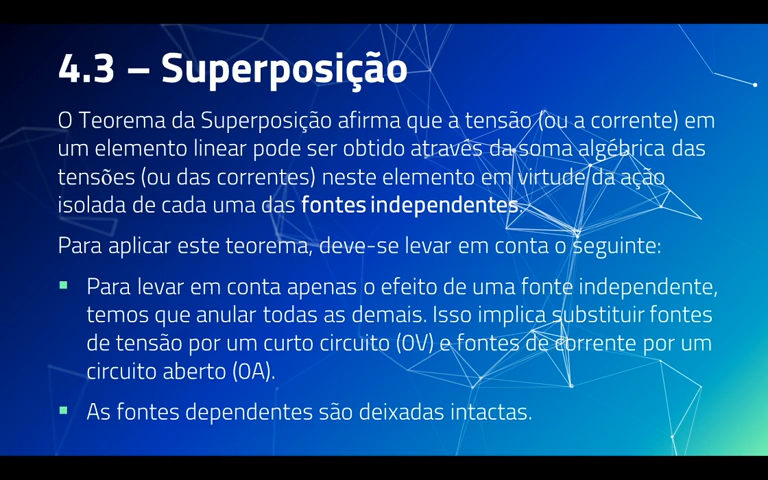 4.3 – Superposição
O Teorema da Superposição afirma que a tensão (ou a corrente) em
um elemento linear pode ser obtido através da soma algébrica das
tensões (ou das correntes) neste elemento em virtude da ação
isolada de cada uma das fontes independentes.
Para aplicar este teorema, deve-se levar em conta o seguinte:
▪ Para levar em conta apenas o efeito de uma fonte independente,
temos que anular todas as demais. Isso implica substituir fontes
de tensão por um curto circuito (0V) e fontes de corrente por um
circuito aberto (0A).
▪ As fontes dependentes são deixadas intactas.